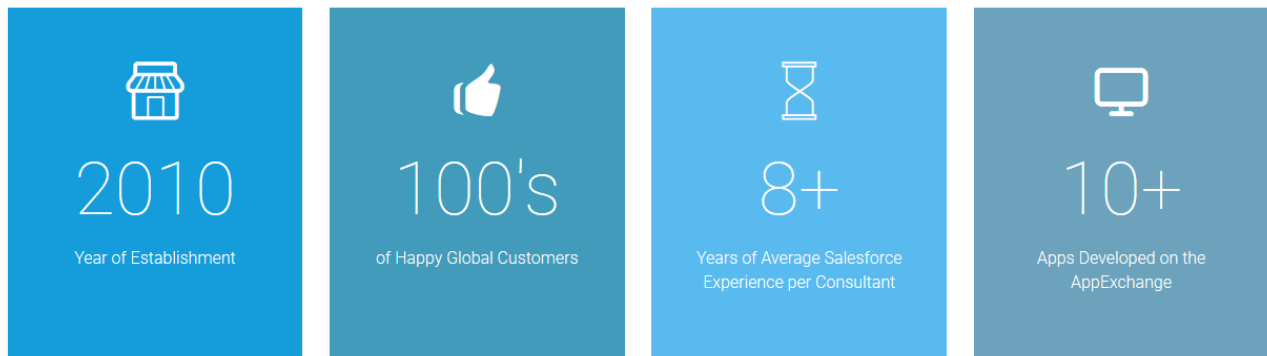 2010
Year of Establishment
100's
of Happy Global Customers
8+
Years of Average Salesforce
Experience per Consultant
10+
Apps Developed on the
AppExchange